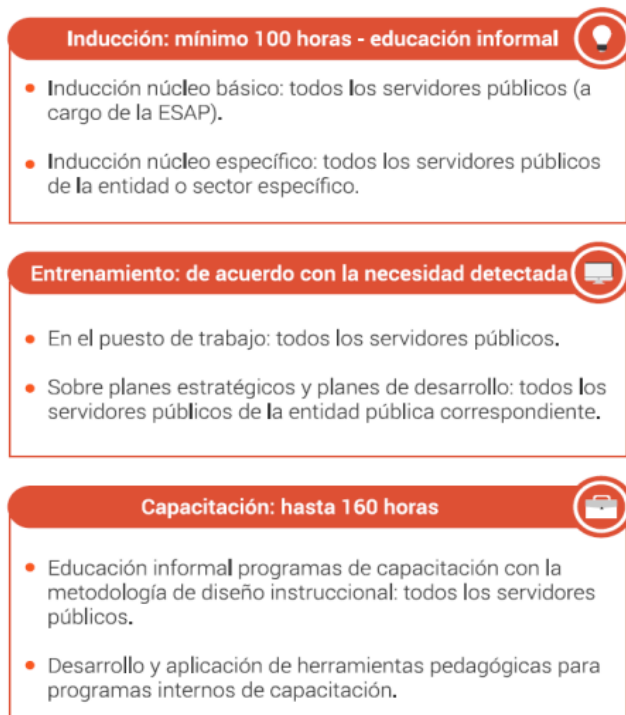 Inducción: mínimo 100 horas - educación informal
Inducción núcleo básico: todos los servidores públicos (a
cargo de la ESAP).
Inducción núcleo específico: todos los servidores públicos
de la entidad o sector específico.
Entrenamiento: de acuerdo con la necesidad detectada
En el puesto de trabajo: todos los servidores públicos.
Sobre planes estratégicos y planes de desarrollo: todos los
servidores públicos de la entidad pública correspondiente.
Capacitación: hasta 160 horas
Educación informal programas de capacitación con la
metodología de diseño instruccional: todos los servidores
públicos.
Desarrollo y aplicación de herramientas pedagógicas para
programas internos de capacitación.